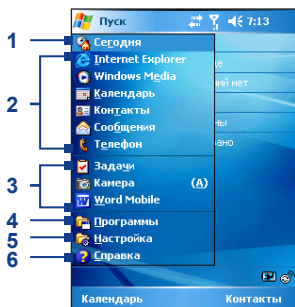 Пуск 7:13
1 Сегодня
2
Internet Explorer
Windows Media
Календарь
Контакты
Сообщения
Телефон
3
Задачи
Камера (A)
Word Mobile
4 Программы
5 Настройка
6 Справка
Календарь Контакты